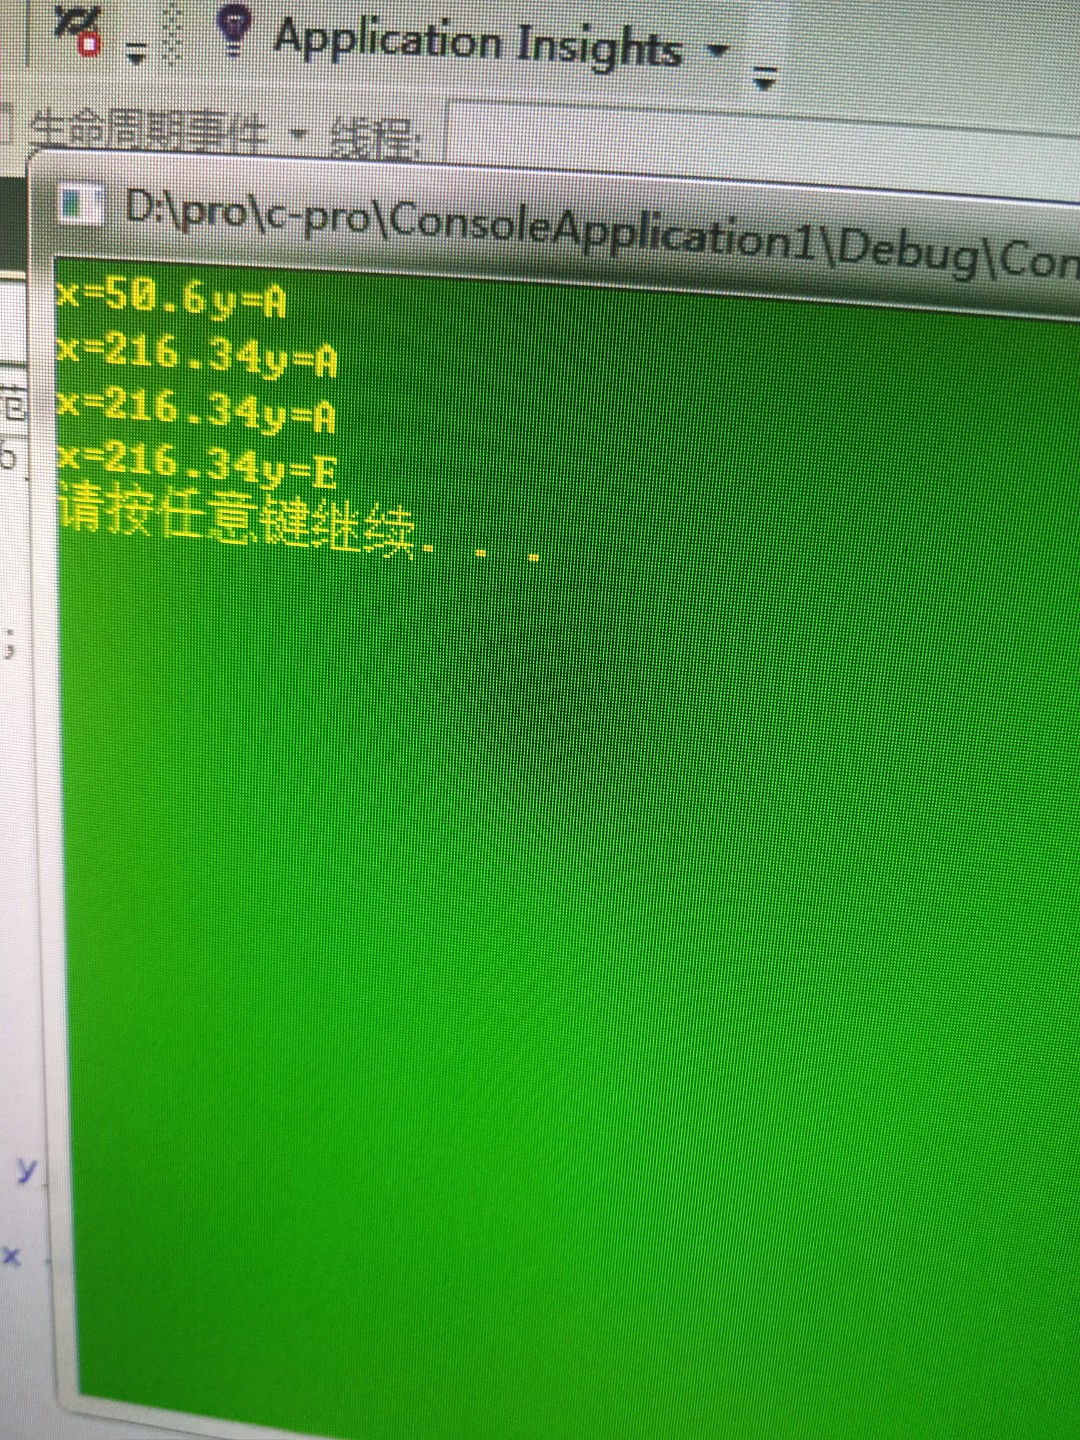 Application Insights
生命周期事件 线程:
D:\pro\c-pro\ConsoleApplication1\Debug\Con
x=50.6y=A
x=216.34y=A
x=216.34y=A
x=216.34y=E
请按任意键继续. . .
;
y
x